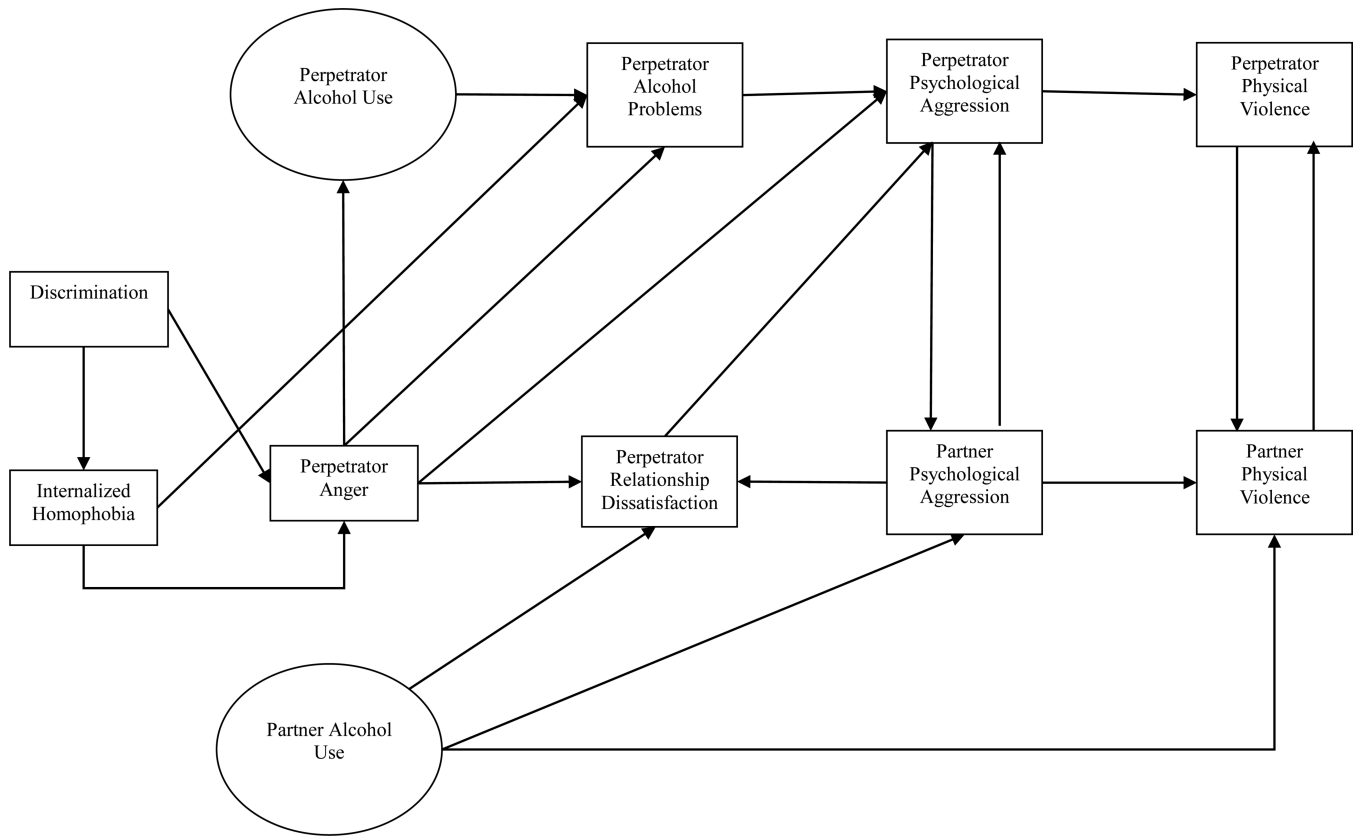 Perpetrator
Alcohol Use
Perpetrator
Alcohol
Problems
Perpetrator
Psychological
Aggression
Perpetrator
Physical
Violence
Discrimination
Internalized
Homophobia
Perpetrator
Anger
Perpetrator
Relationship
Dissatisfaction
Partner
Psychological
Aggression
Partner
Physical
Violence
Partner Alcohol
Use